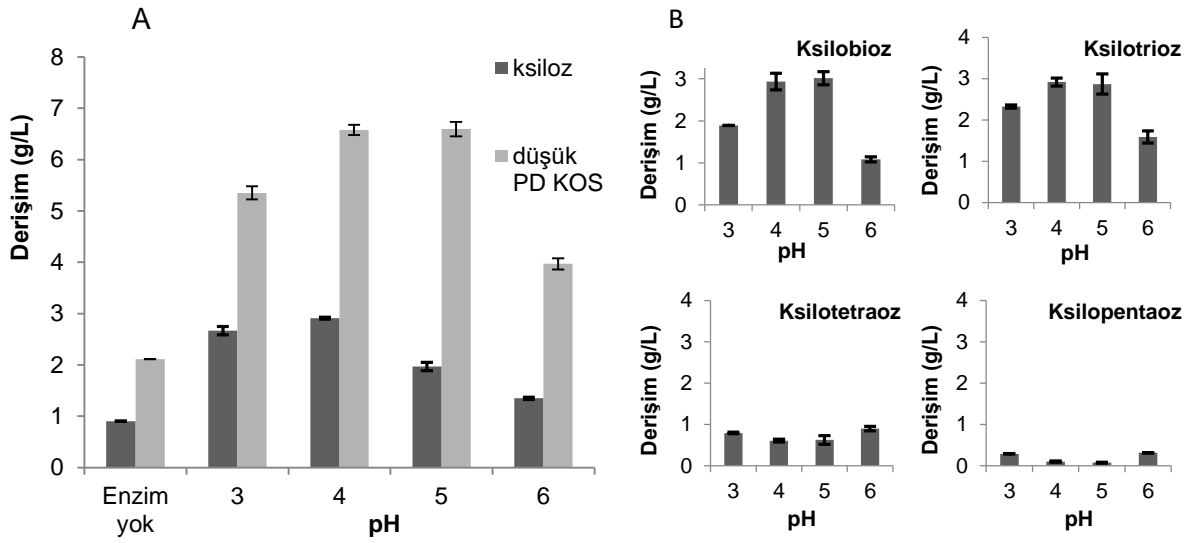 A
Derişim (g/L)
8
7
6
5
4
3
2
1
0
Enzim
yok
3
4
5
6
pH
ksiloz
düşük
PD KOS
B
Ksilobioz
Derişim (g/L)
3
2
1
0
3
4
5
6
pH
Ksilotrioz
Derişim (g/L)
4
3
2
1
0
3
4
5
6
pH
Ksilotetraoz
Derişim (g/L)
4
3
2
1
0
3
4
5
6
pH
Ksilopentaoz
Derişim (g/L)
4
3
2
1
0
3
4
5
6
pH